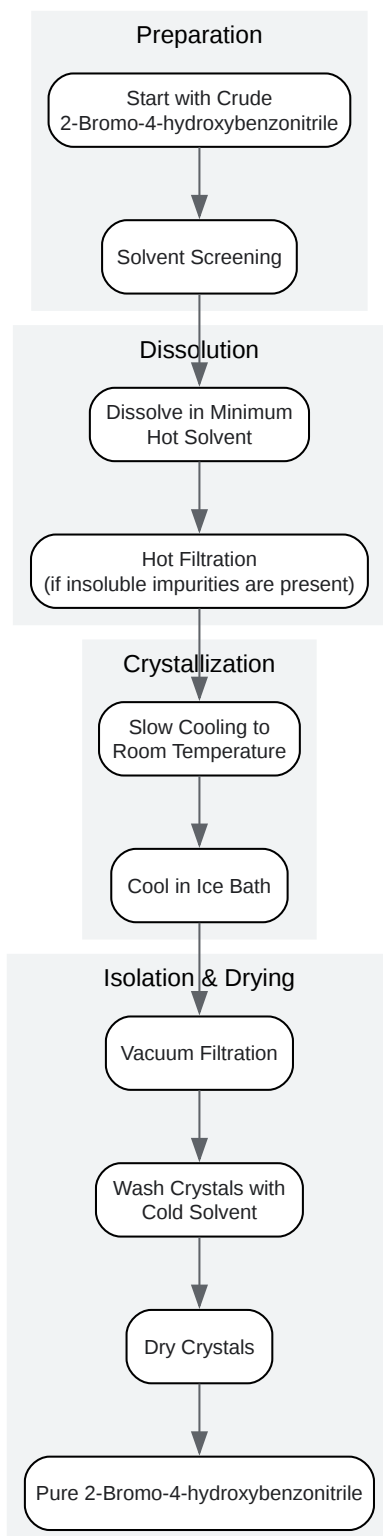 Preparation
Start with Crude
2-Bromo-4-hydroxybenzonitrile
Solvent Screening
Dissolution
Dissolve in Minimum
Hot Solvent
Hot Filtration
(if insoluble impurities are present)
Crystallization
Slow Cooling to
Room Temperature
Cool in Ice Bath
Isolation & Drying
Vacuum Filtration
Wash Crystals with
Cold Solvent
Dry Crystals
Pure 2-Bromo-4-hydroxybenzonitrile